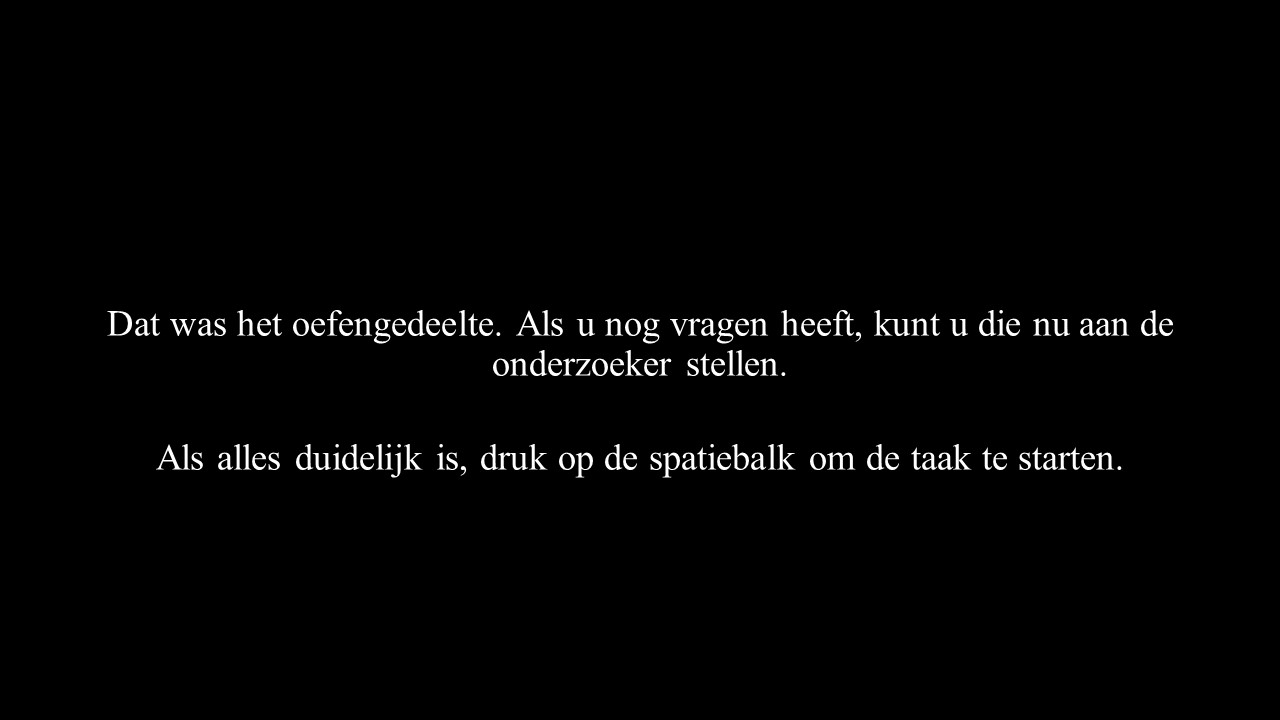 Dat was het oefengedeelte. Als u nog vragen heeft, kunt u die nu aan de
onderzoeker stellen.
Als alles duidelijk is, druk op de spatiebalk om de taak te starten.